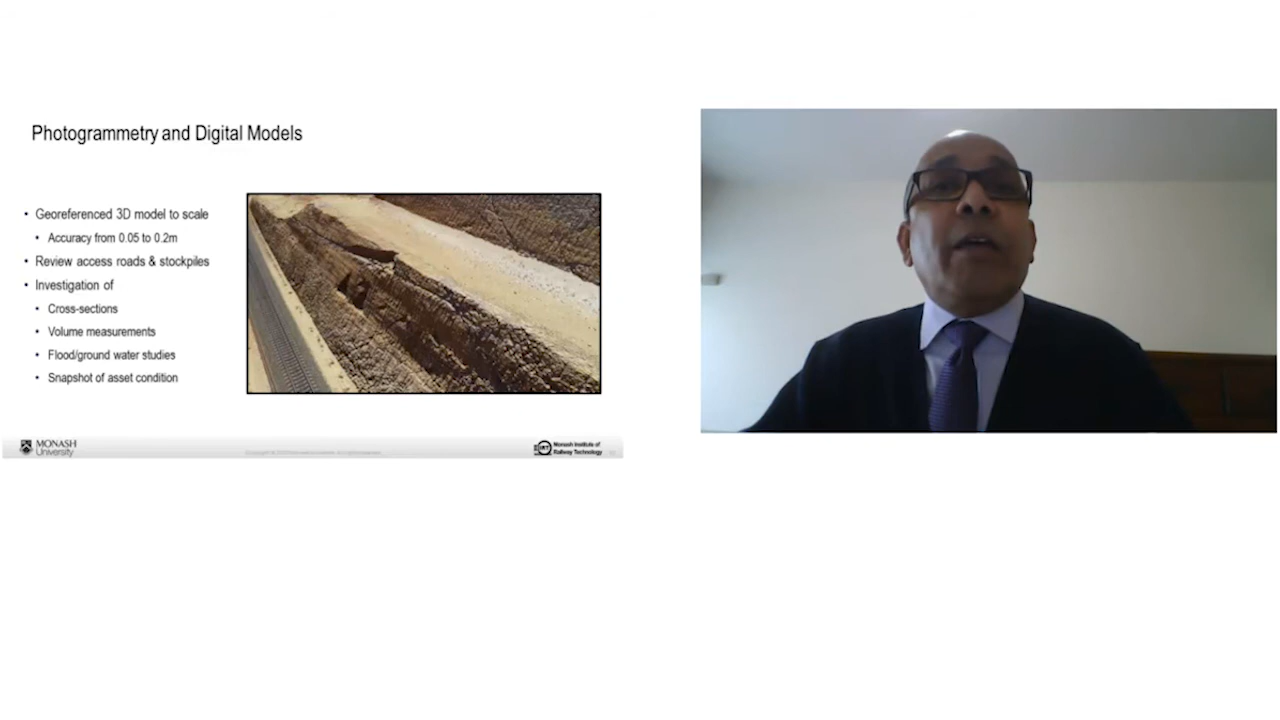 Photogrammetry and Digital Models
• Georeferenced 3D model to scale
• Accuracy from 0.05 to 0.2m
• Review access roads & stockpiles
• Investigation of
• Cross-sections
• Volume measurements
• Flood/ground water studies
• Snapshot of asset condition
MONASH
University
Monash Institute of
Railway Technology